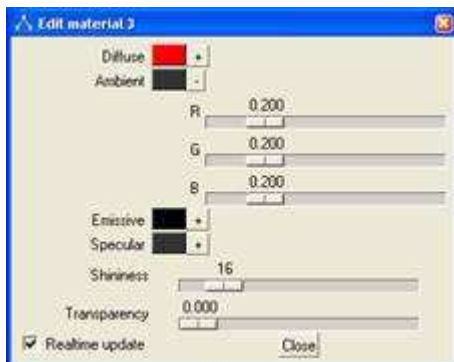 Edit material 3
Diffuse +
Ambient -
R 0.200
G 0.200
B 0.200
Emissive +
Specular +
Shininess 16
Transparency 0.000
Realtime update Close